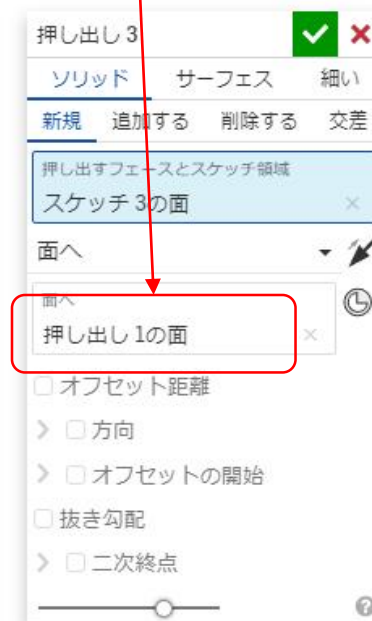 押し出し 3
ソリッド サーフェス 細い
新規 追加する 削除する 交差
押し出すフェースとスケッチ領域
スケッチ 3の面
面へ
面へ
押し出し 1の面
オフセット距離
方向
オフセットの開始
抜き勾配
二次終点